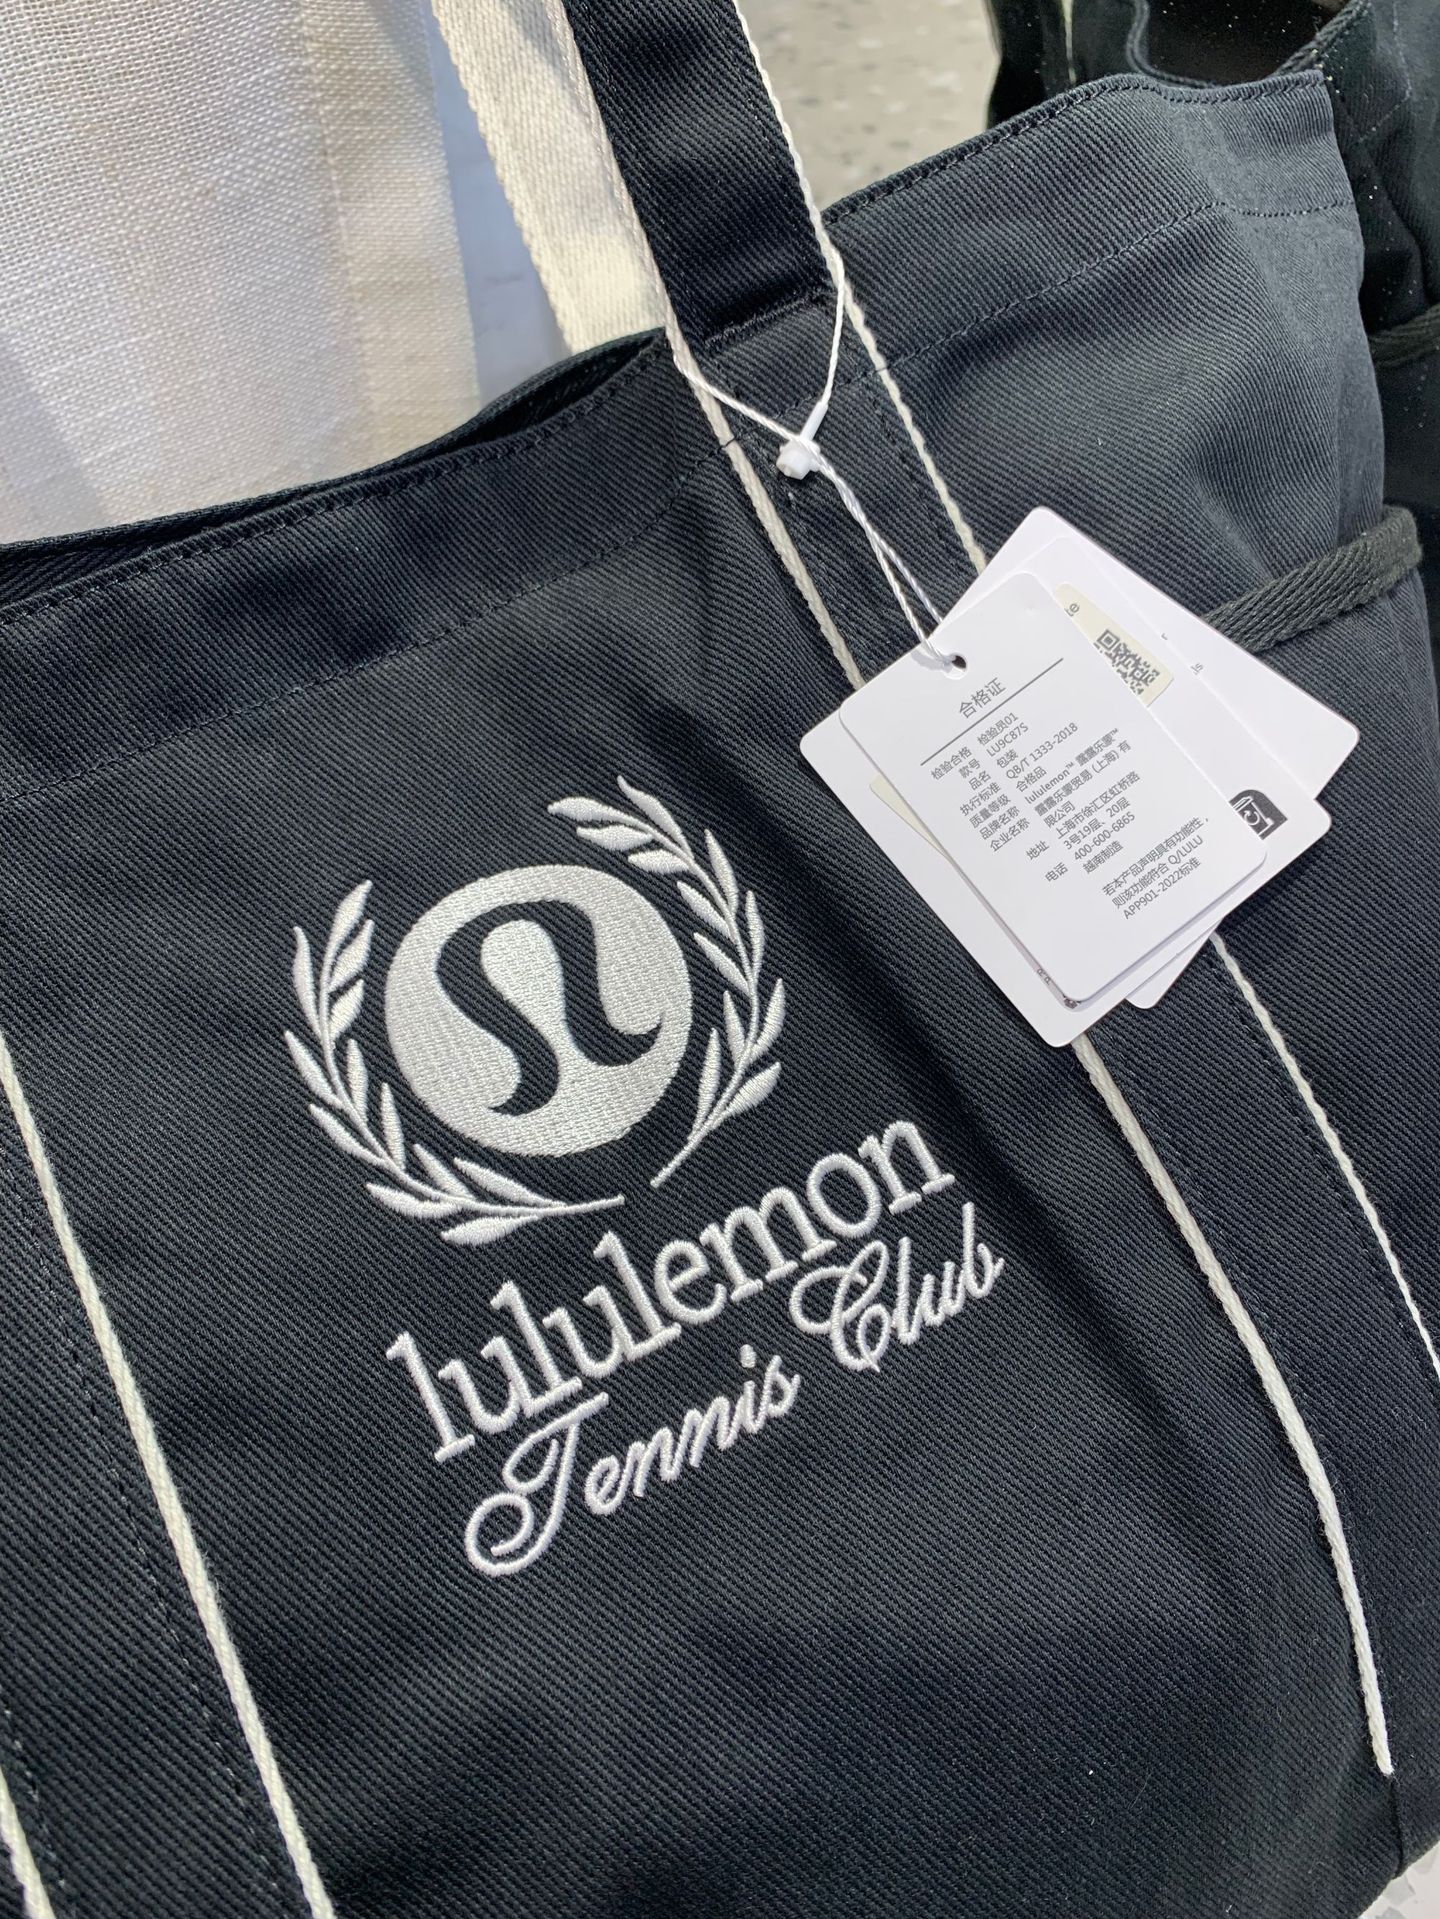 lululemon
Tennis Club
合格证
检验合格 检验员01
款号 LU9C87S
品名 包装
执行标准 QB/T 1333-2018
质量等级 合格品
品牌名称 lululemon™ 露露乐蒙™
企业名称 露露乐蒙贸易 (上海) 有
限公司
地址 上海市徐汇区虹桥路
3号19层、20层
电话 400-600-6865
越南制造
若本产品声明具有功能性，
则该功能符合 Q/LULU
APP901-2022标准